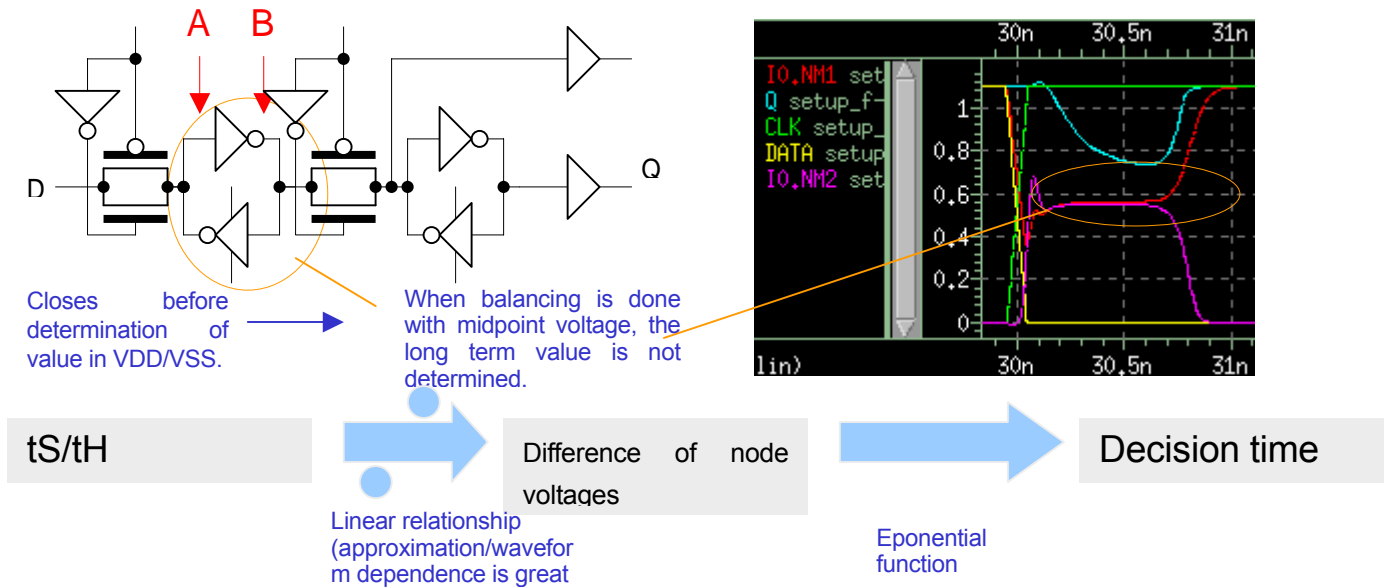 A B
D
Q
Closes before
determination of
value in VDD/VSS.
When balancing is done
with midpoint voltage, the
long term value is not
determined.
30n 30.5n 31n
IO.NM1 set
Q setup_f-
CLK setup_
DATA setup
IO.NM2 set
1
0.8
0.6
0.4
0.2
0
lin)
30n 30.5n 31n
tS/tH
Difference of node
voltages
Decision time
Linear relationship
(approximation/wavefor
m dependence is great
Eponential
function